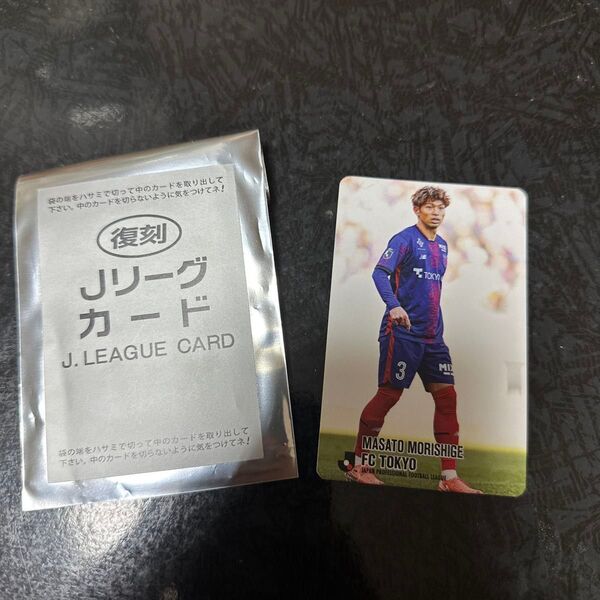 袋の端をハサミで切って中のカードを取り出して
下さい。中のカードを切らないように気をつけてネ!
復刻
Jリーグ
カード
J. LEAGUE CARD
袋の端をハサミで切って中のカードを取り出して
下さい。中のカードを切らないように気をつけてネ!
TOKYO
3
MASATO MORISHIGE
FC TOKYO
JAPAN PROFESSIONAL FOOTBALL LEAGUE